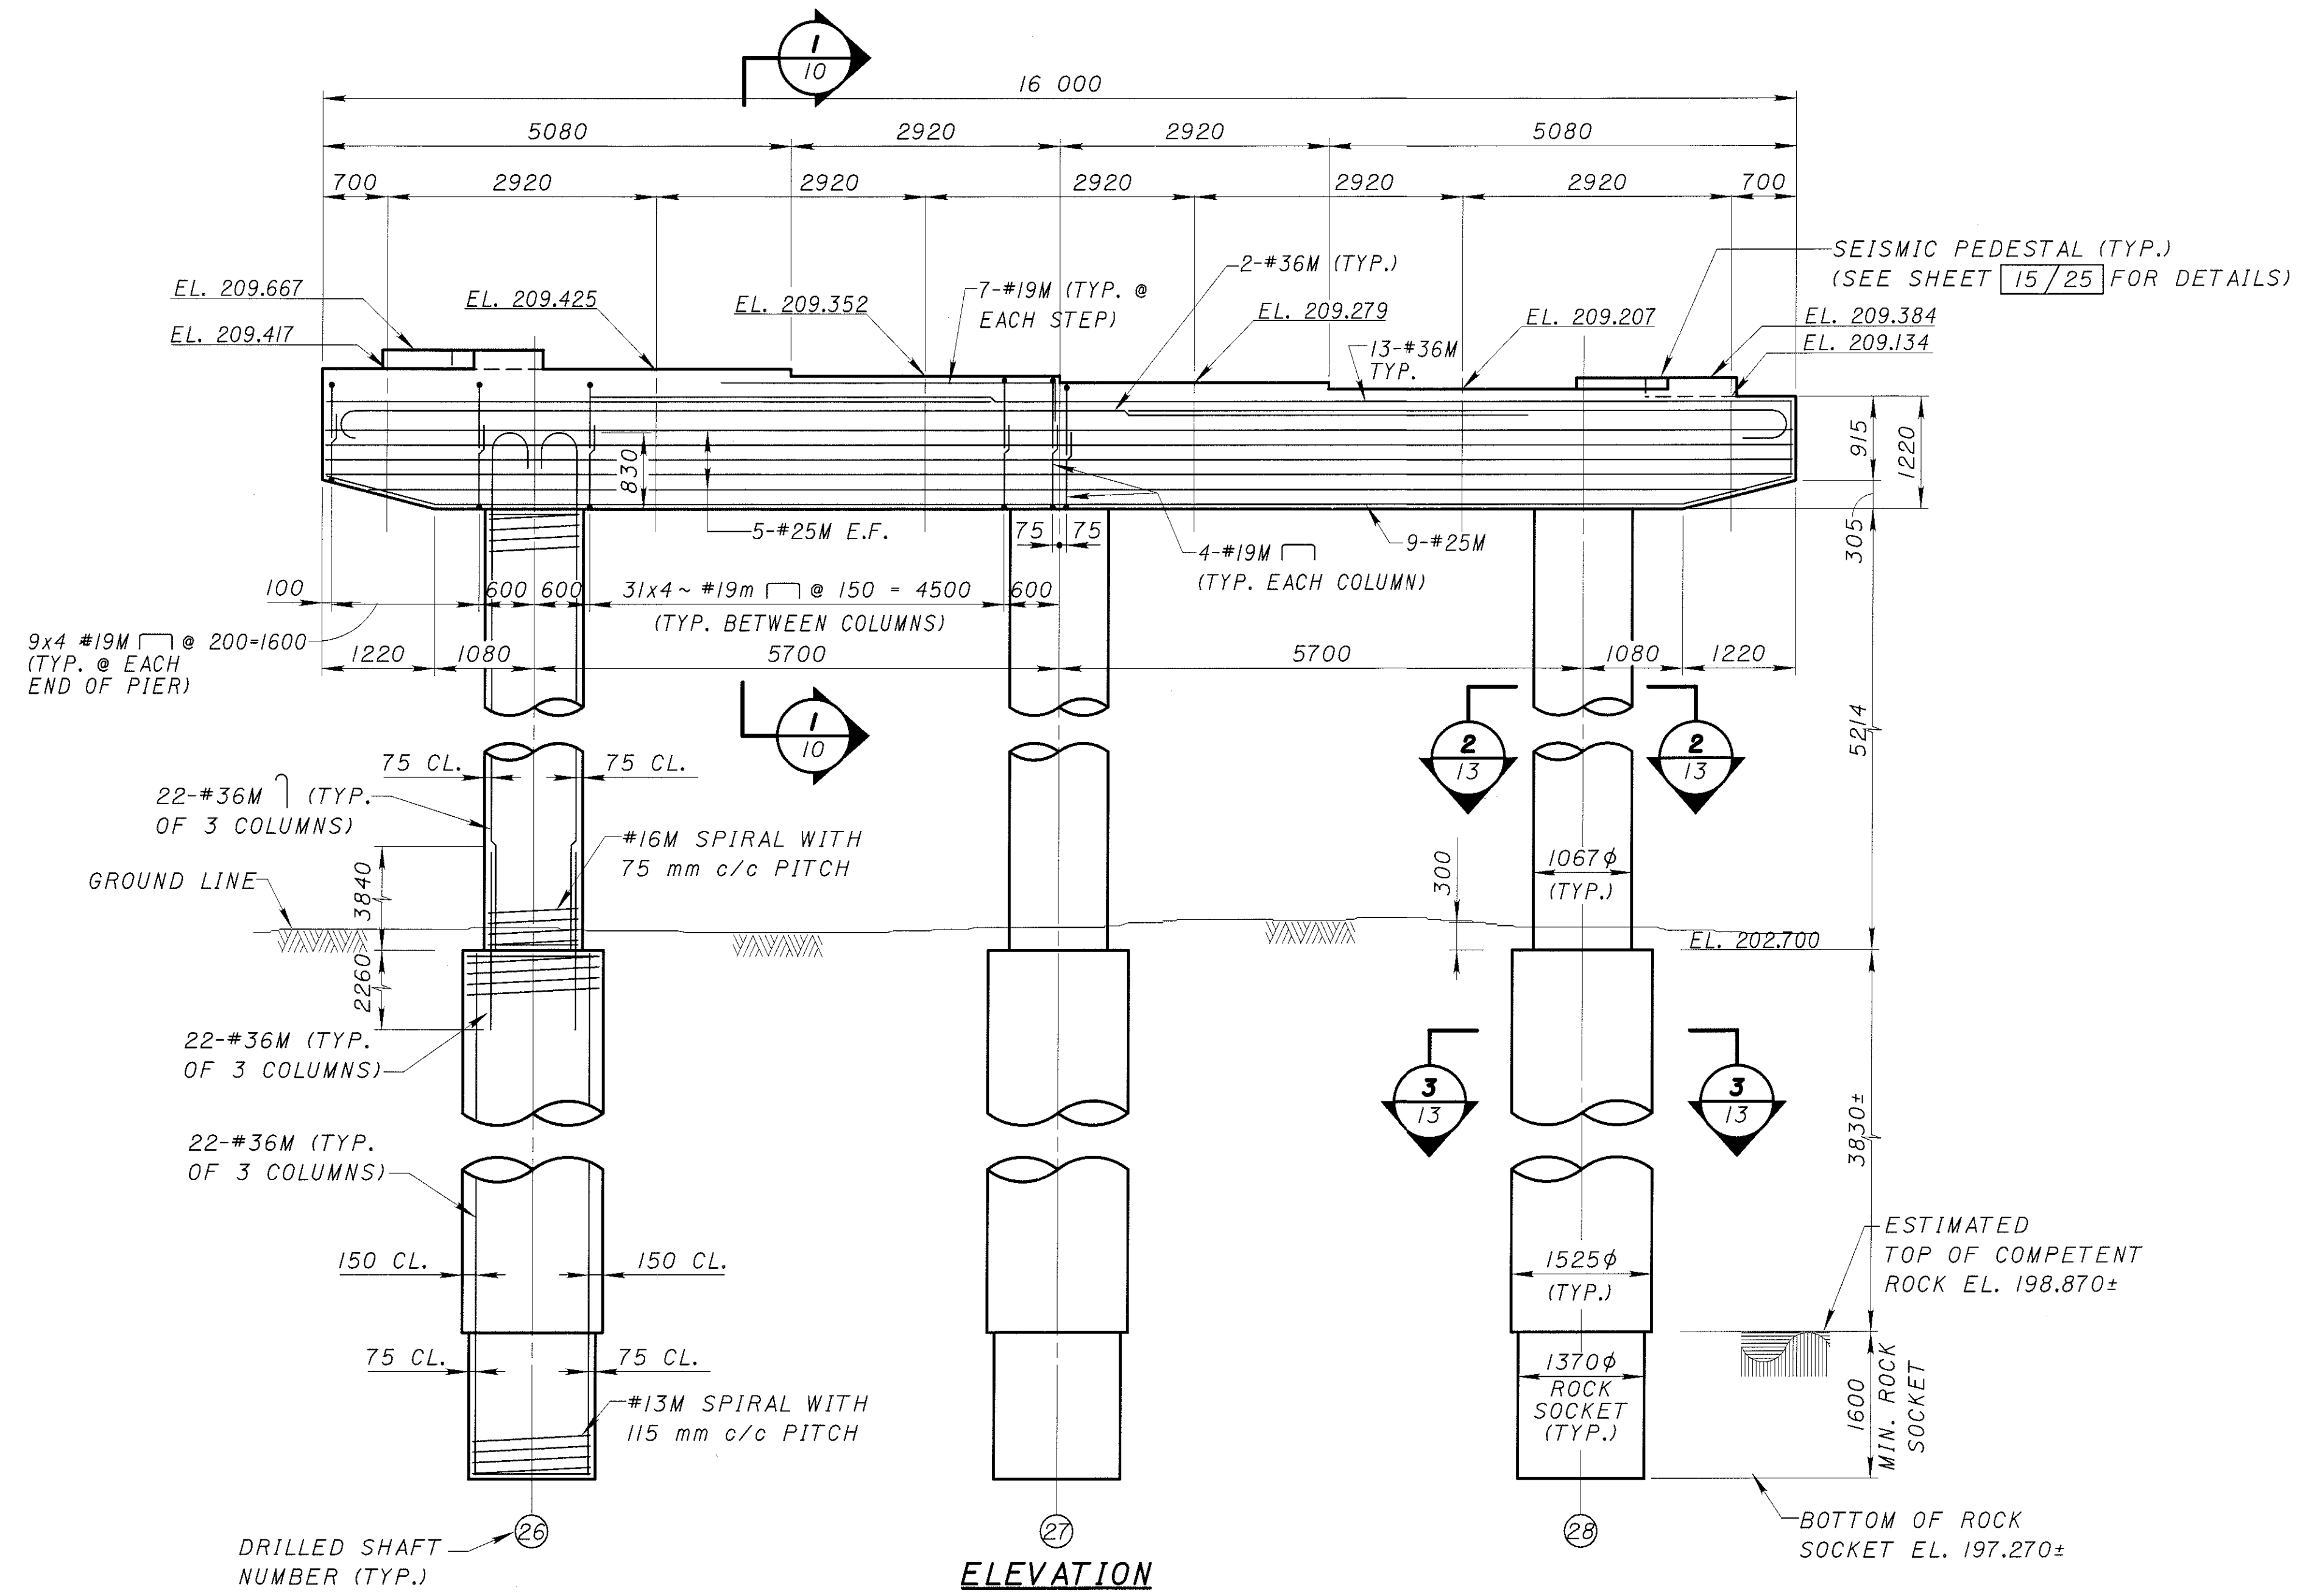 1
10
16 000
5080 2920 2920 5080
700 2920 2920 2920 2920 2920 700
SEISMIC PEDESTAL (TYP.)
(SEE SHEET 15/25 FOR DETAILS)
2-#36M (TYP.)
7-#19M (TYP. @
EACH STEP)
EL. 209.667
EL. 209.425
EL. 209.352
EL. 209.279
EL. 209.207
EL. 209.384
EL. 209.417
EL. 209.134
13-#36M
TYP.
830
915
1220
305
5-#25M E.F.
75 75
9-#25M
4-#19M
(TYP. EACH COLUMN)
100
600 600 31x4~ #19m @ 150 = 4500 600
(TYP. BETWEEN COLUMNS)
9x4 #19M @ 200=1600
(TYP. @ EACH
END OF PIER)
1220 1080 5700 5700 1080 1220
1
10
2
13
2
13
5214
75 CL. 75 CL.
22-#36M (TYP.
OF 3 COLUMNS)
#16M SPIRAL WITH
75 mm c/c PITCH
GROUND LINE
3840
300
1067ϕ
(TYP.)
EL. 202.700
2260
22-#36M (TYP.
OF 3 COLUMNS)
3
13
3
13
3830±
22-#36M (TYP.
OF 3 COLUMNS)
150 CL. 150 CL.
1525ϕ
(TYP.)
ESTIMATED
TOP OF COMPETENT
ROCK EL. 198.870±
75 CL. 75 CL.
1370ϕ
ROCK
SOCKET
(TYP.)
1600
MIN. ROCK
SOCKET
#13M SPIRAL WITH
115 mm c/c PITCH
BOTTOM OF ROCK
SOCKET EL. 197.270±
26 27 28
DRILLED SHAFT
NUMBER (TYP.)
ELEVATION